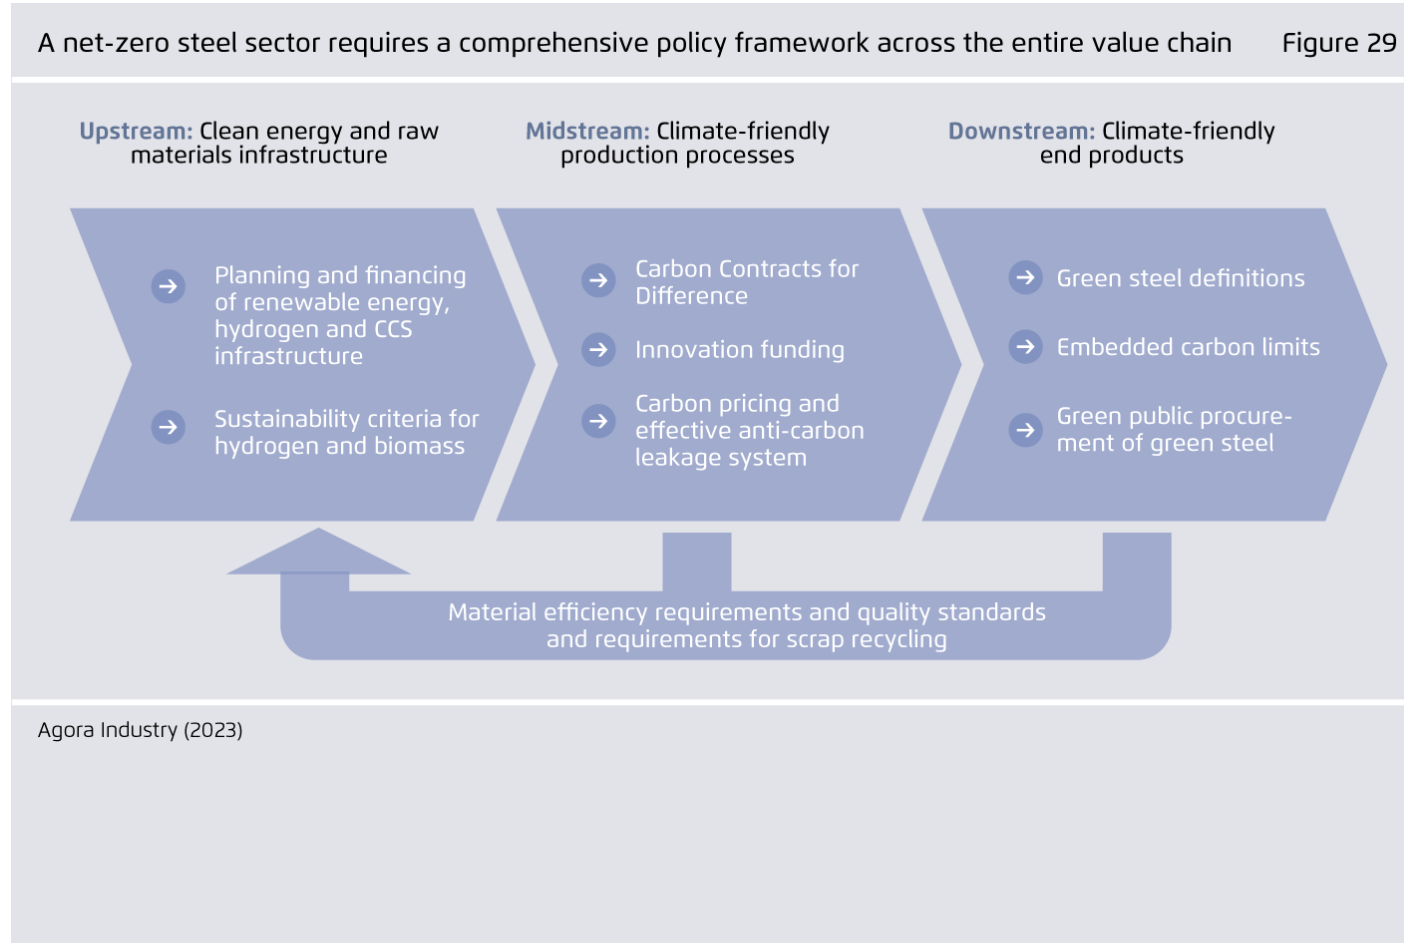 A net-zero steel sector requires a comprehensive policy framework across the entire value chain
Figure 29
Upstream: Clean energy and raw
materials infrastructure
Planning and financing
of renewable energy,
hydrogen and CCS
infrastructure
Sustainability criteria for
hydrogen and biomass
Midstream: Climate-friendly
production processes
Carbon Contracts for
Difference
Innovation funding
Carbon pricing and
effective anti-carbon
leakage system
Downstream: Climate-friendly
end products
Green steel definitions
Embedded carbon limits
Green public procure-
ment of green steel
Material efficiency requirements and quality standards
and requirements for scrap recycling
Agora Industry (2023)